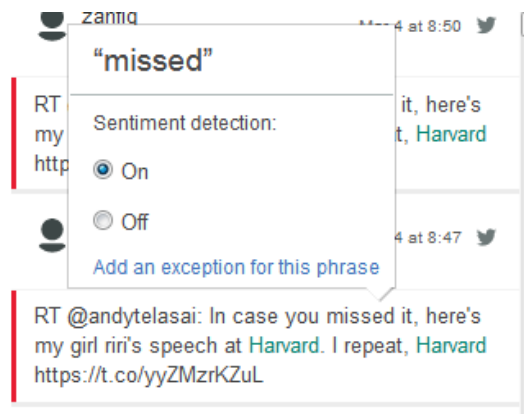 zanfiq
4 at 8:50
“missed”
RT
it, here's
my
t, Harvard
http
Sentiment detection:
On
Off
Add an exception for this phrase
4 at 8:47
RT @andytelasai: In case you missed it, here's
my girl riri's speech at Harvard. I repeat, Harvard
https://t.co/yyZMzrKZuL